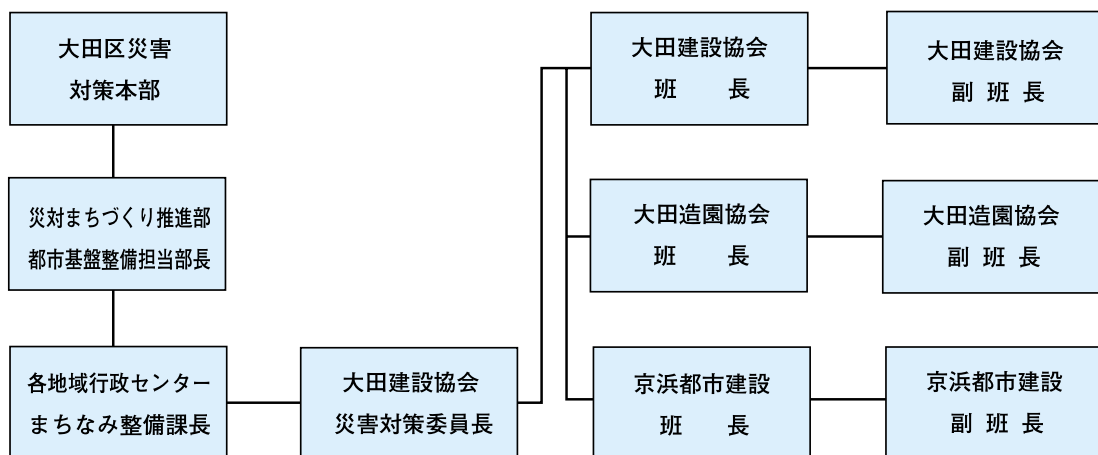 大田区災害
対策本部
災対まちづくり推進部
都市基盤整備担当部長
各地域行政センター
まちなみ整備課長
大田建設協会
災害対策委員長
大田建設協会
班　　長
大田建設協会
副 班 長
大田造園協会
班　　長
大田造園協会
副 班 長
京浜都市建設
班　　長
京浜都市建設
副 班 長